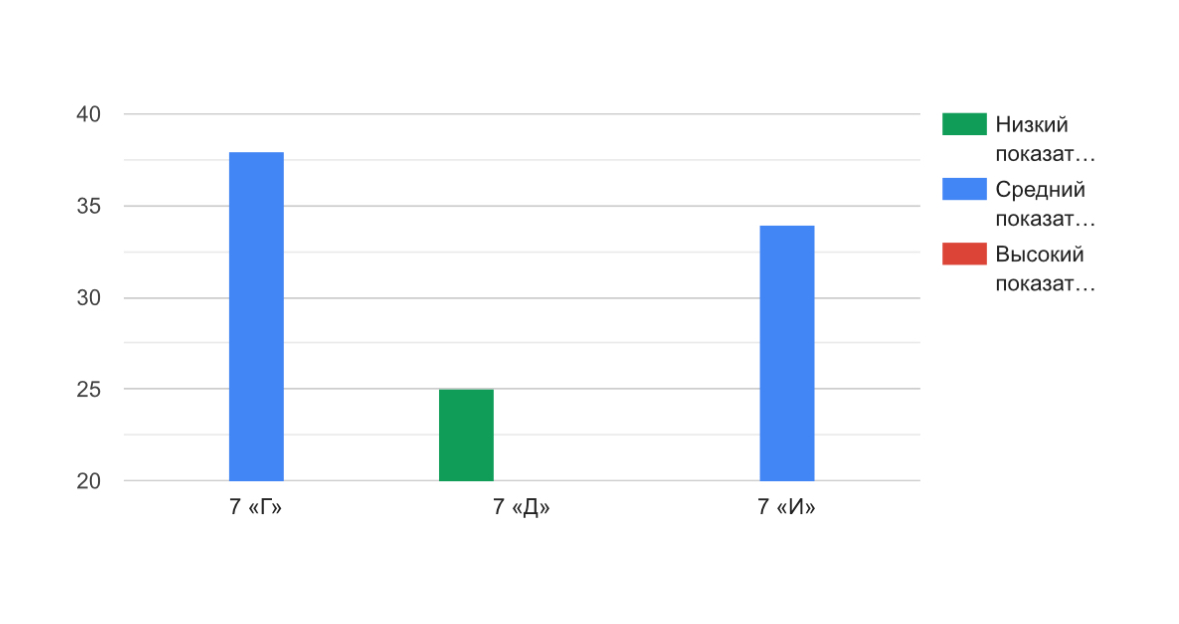 40
35
30
25
20
7 «Г»
7 «Д»
7 «И»
Низкий
показат…
Средний
показат…
Высокий
показат…